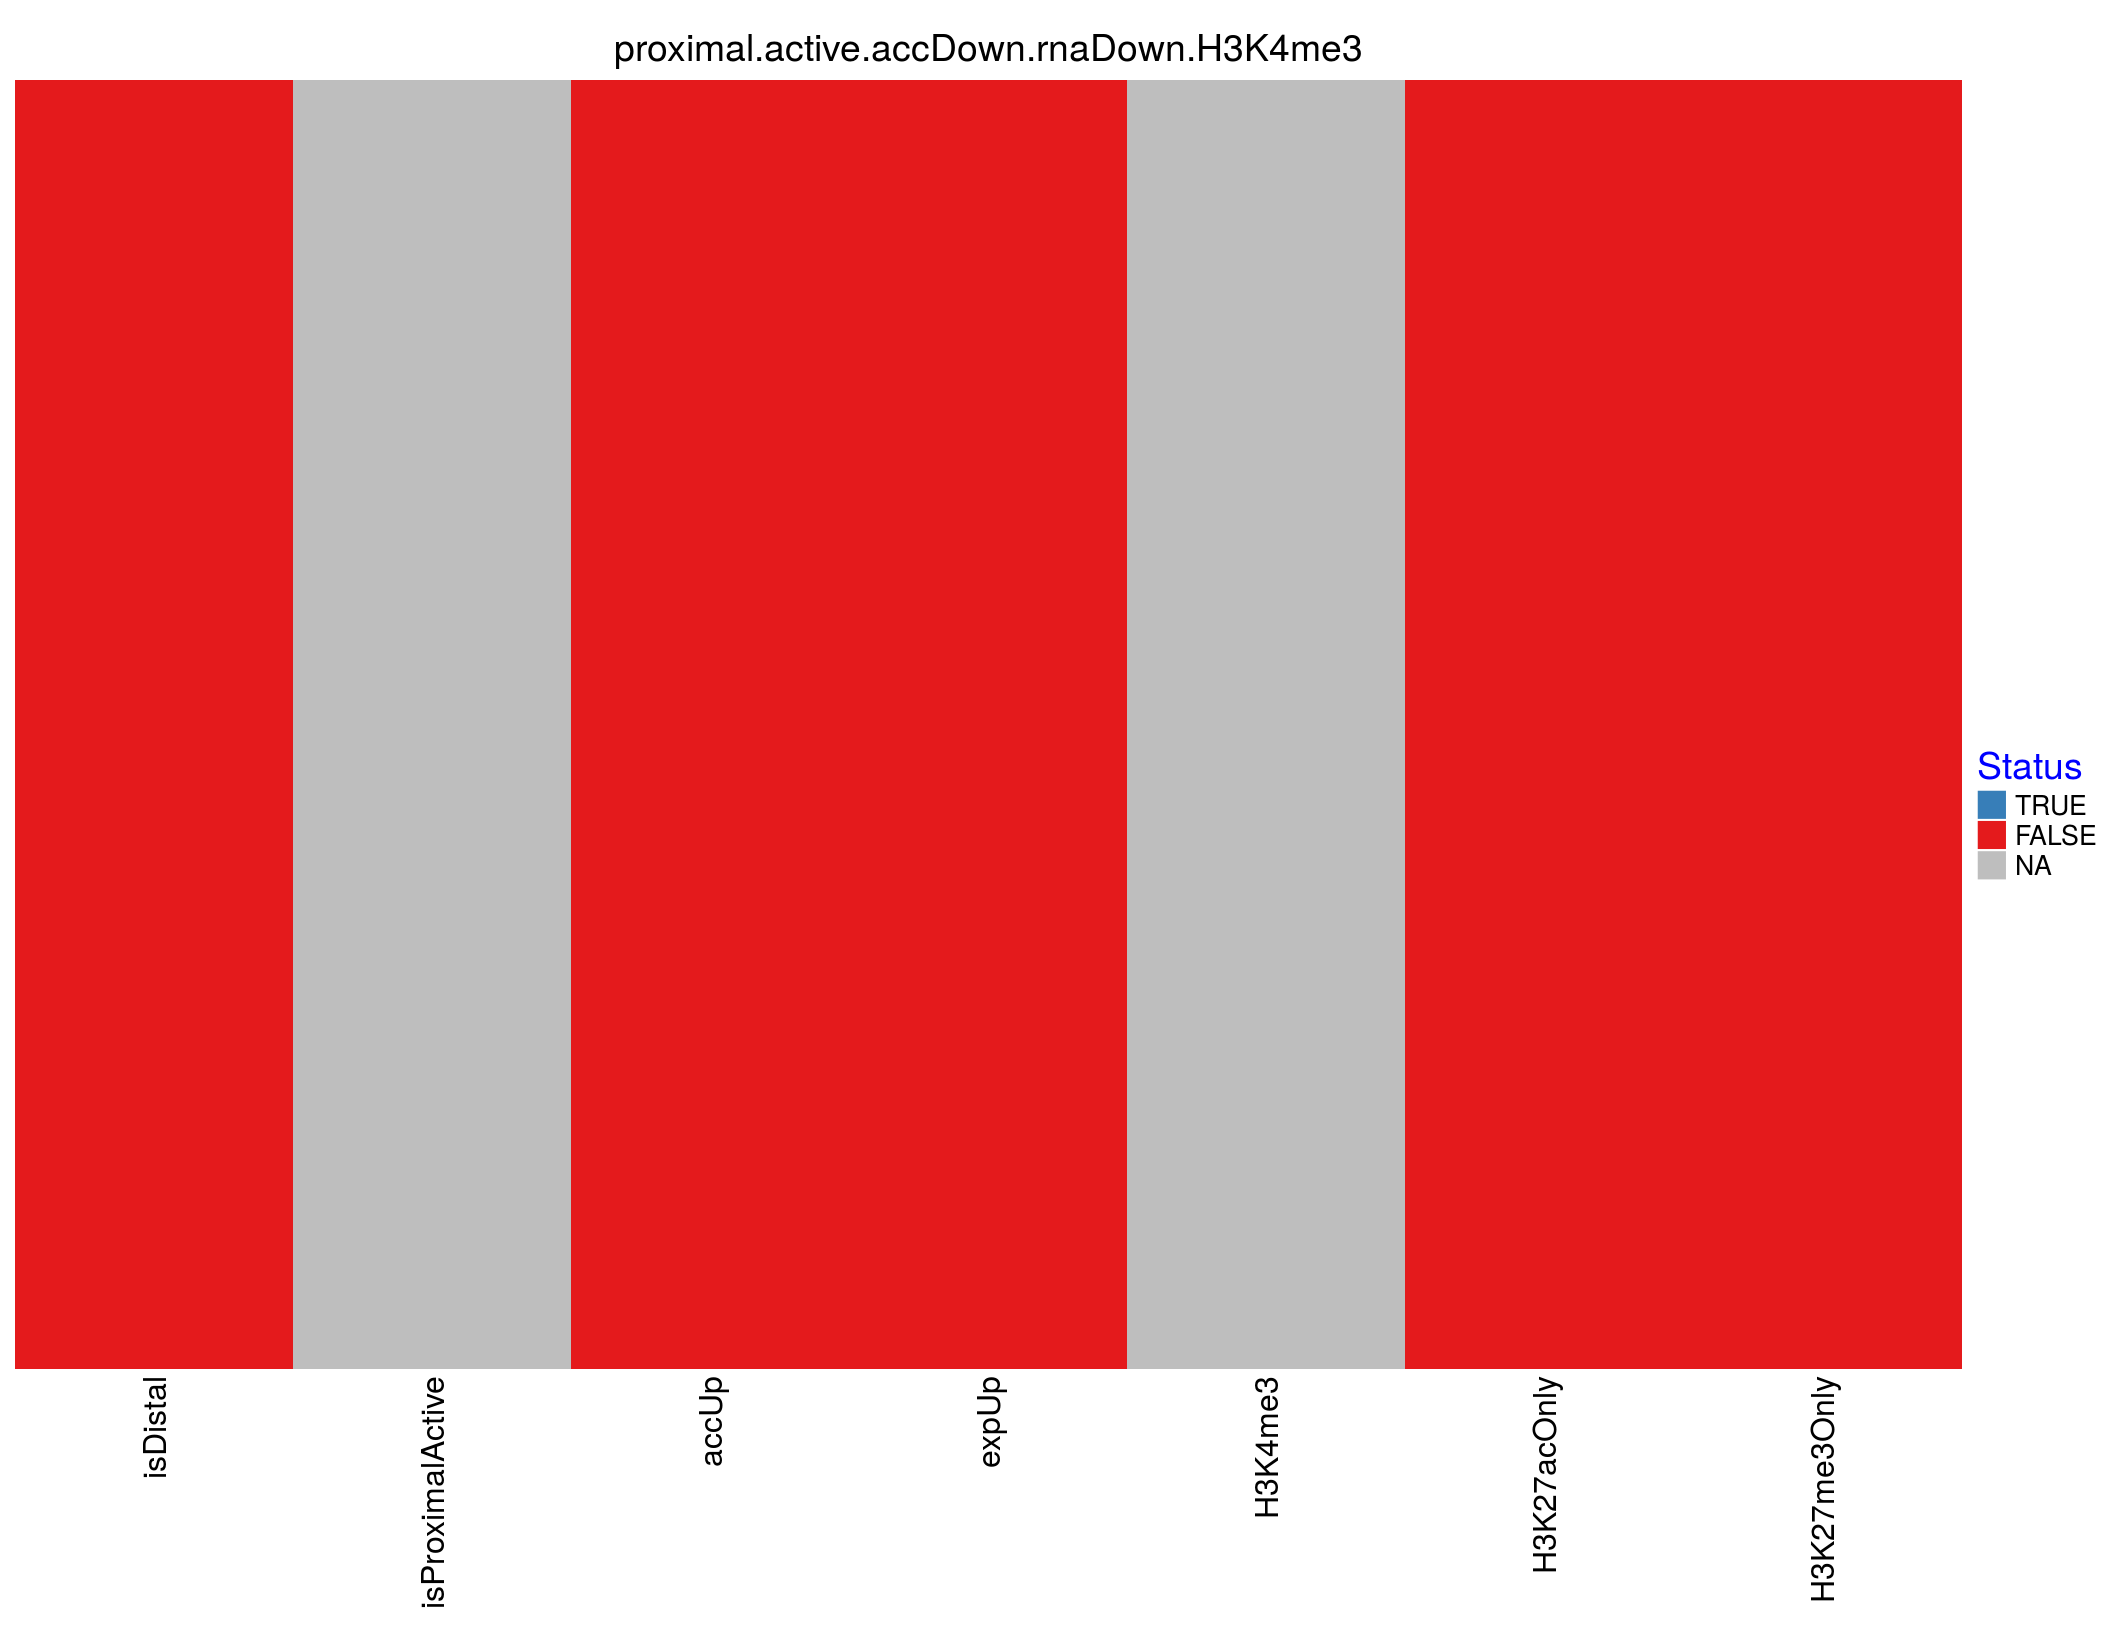 proximal.active.accDown.rnaDown.H3K4me3
Status
TRUE
FALSE
NA
isDistal
isProximalActive
accUp
expUp
H3K4me3
H3K27acOnly
H3K27me3Only